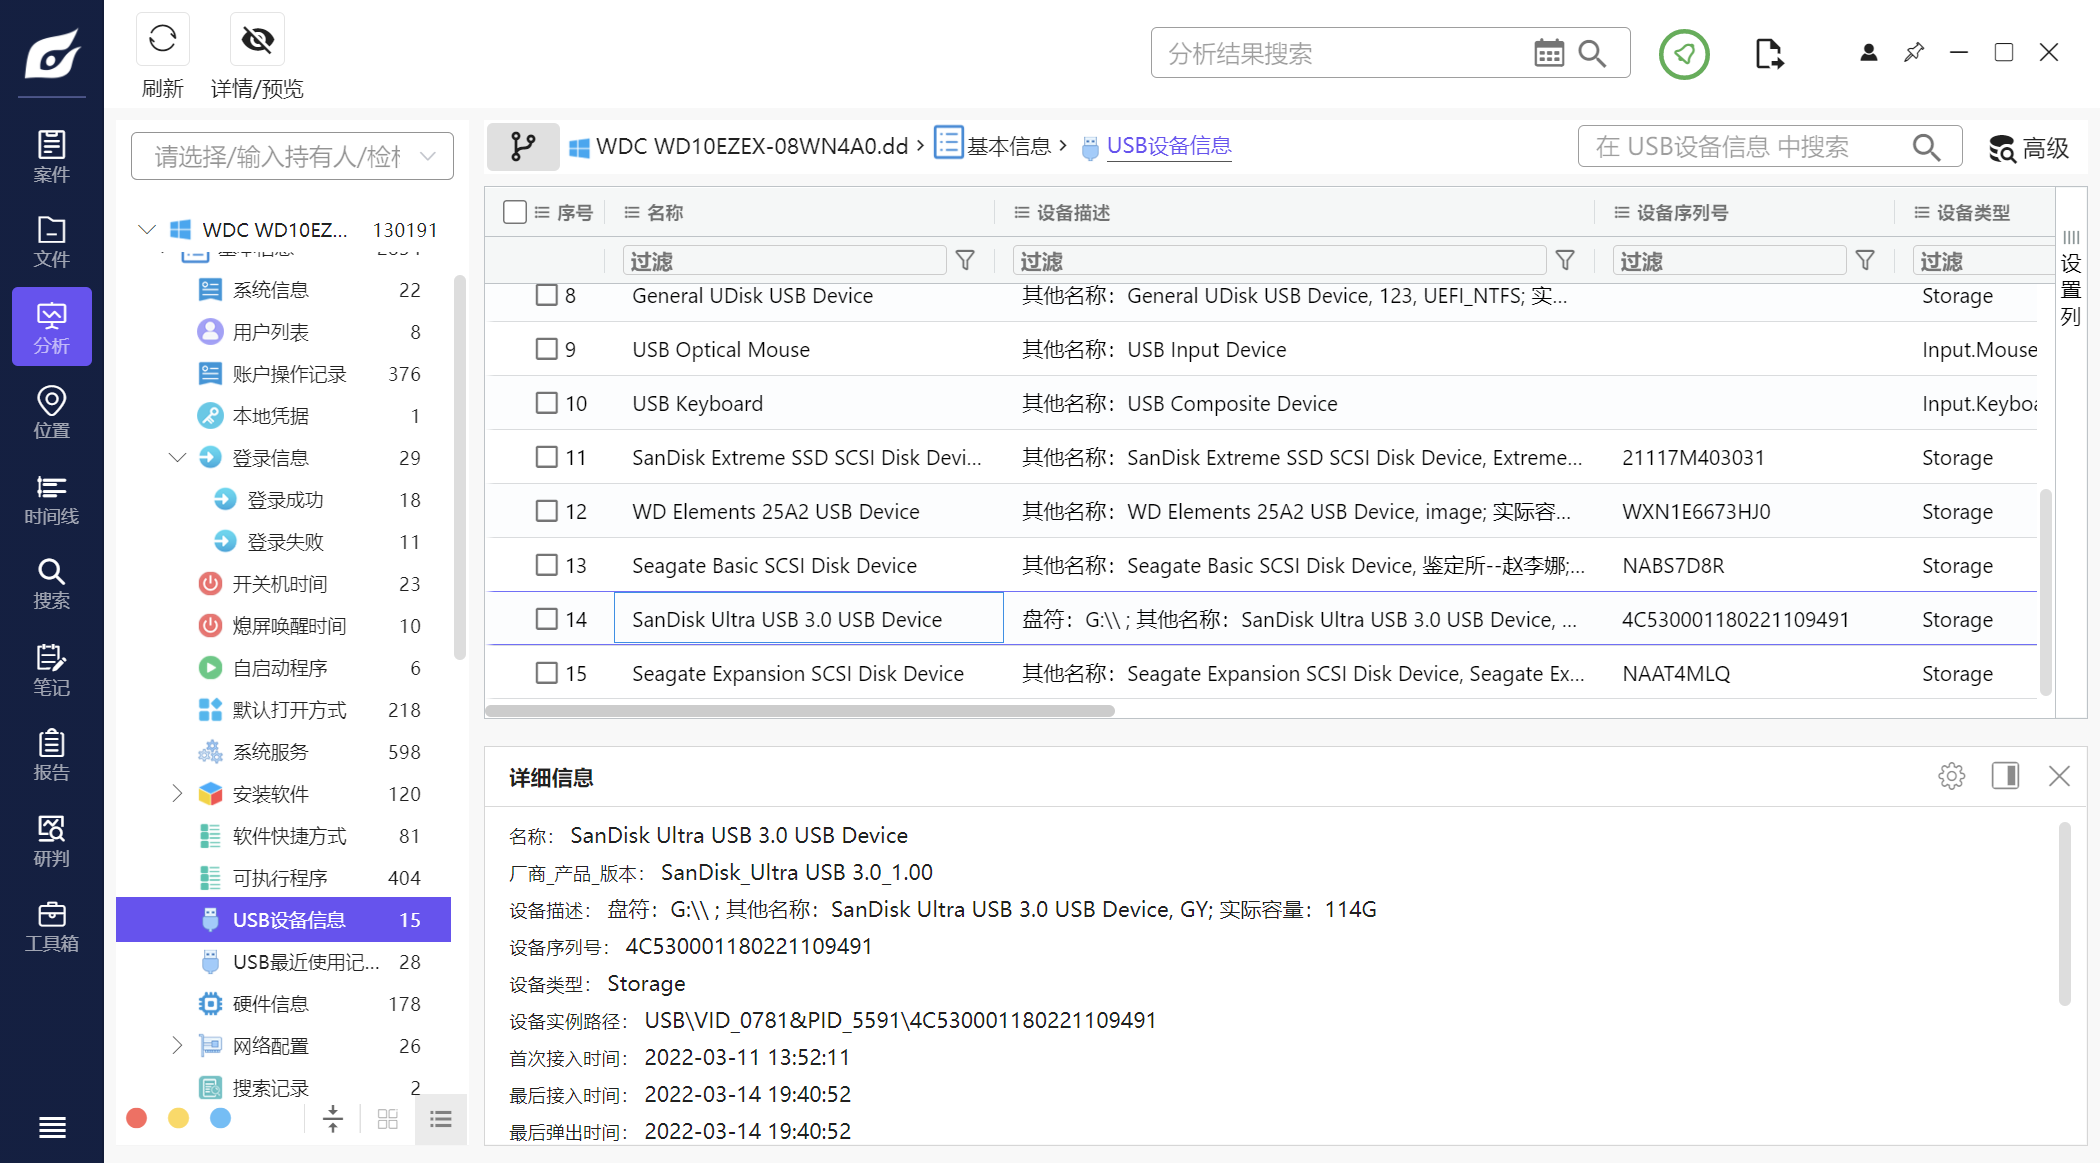 刷新
详情/预览
分析结果搜索
案件
文件
分析
位置
时间线
搜索
笔记
报告
研判
工具箱
请选择/输入持有人/检材
WDC WD10EZ... 130191
基本信息
系统信息 22
用户列表 8
账户操作记录 376
本地凭据 1
登录信息 29
登录成功 18
登录失败 11
开关机时间 23
熄屏唤醒时间 10
自启动程序 6
默认打开方式 218
系统服务 598
安装软件 120
软件快捷方式 81
可执行程序 404
USB设备信息 15
USB最近使用记... 28
硬件信息 178
网络配置 26
搜索记录 2
WDC WD10EZEX-08WN4A0.dd › 基本信息 › USB设备信息
在 USB设备信息 中搜索
高级
序号 名称 设备描述 设备序列号 设备类型
过滤 过滤 过滤 过滤
8 General UDisk USB Device 其他名称：General UDisk USB Device, 123, UEFI_NTFS; 实... Storage
9 USB Optical Mouse 其他名称：USB Input Device Input.Mouse
10 USB Keyboard 其他名称：USB Composite Device Input.Keyboa
11 SanDisk Extreme SSD SCSI Disk Devi... 其他名称：SanDisk Extreme SSD SCSI Disk Device, Extreme... 21117M403031 Storage
12 WD Elements 25A2 USB Device 其他名称：WD Elements 25A2 USB Device, image; 实际容... WXN1E6673HJ0 Storage
13 Seagate Basic SCSI Disk Device 其他名称：Seagate Basic SCSI Disk Device, 鉴定所--赵李娜;... NABS7D8R Storage
14 SanDisk Ultra USB 3.0 USB Device 盘符：G:\\ ; 其他名称：SanDisk Ultra USB 3.0 USB Device, ... 4C530001180221109491 Storage
15 Seagate Expansion SCSI Disk Device 其他名称：Seagate Expansion SCSI Disk Device, Seagate Ex... NAAT4MLQ Storage
设置列
详细信息
名称： SanDisk Ultra USB 3.0 USB Device
厂商_产品_版本： SanDisk_Ultra USB 3.0_1.00
设备描述： 盘符：G:\\ ; 其他名称：SanDisk Ultra USB 3.0 USB Device, GY; 实际容量：114G
设备序列号： 4C530001180221109491
设备类型： Storage
设备实例路径： USB\VID_0781&PID_5591\4C530001180221109491
首次接入时间： 2022-03-11 13:52:11
最后接入时间： 2022-03-14 19:40:52
最后弹出时间： 2022-03-14 19:40:52